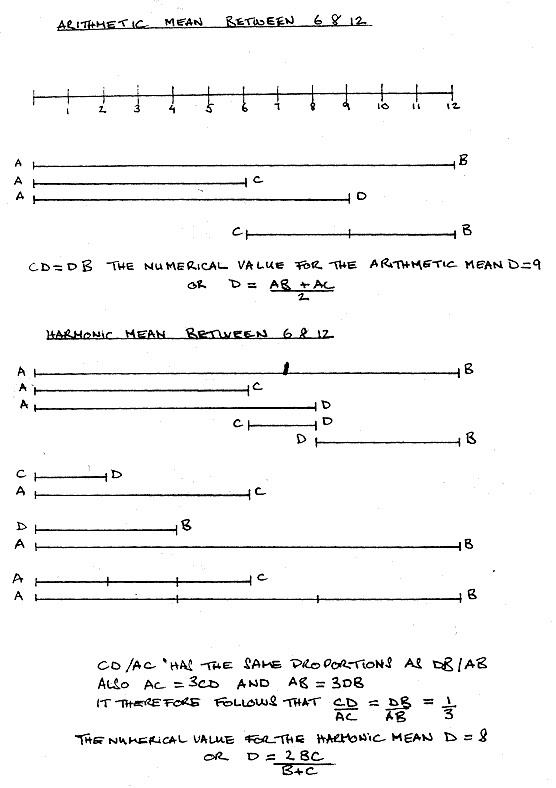 ARITHMETIC MEAN BETWEEN 6 & 12
1 2 3 4 5 6 7 8 9 10 11 12
A B
A C
A D
C B
CD = DB THE NUMERICAL VALUE FOR THE ARITHMETIC MEAN D=9
OR D = AB + AC
2
HARMONIC MEAN BETWEEN 6 & 12
A B
A C
A D
C D
D B
C D
A C
D B
A B
A C
A B
CD/AC HAS THE SAME PROPORTIONS AS DB/AB
ALSO AC = 3CD AND AB = 3DB
IT THEREFORE FOLLOWS THAT CD = DB = 1
AC AB 3
THE NUMERICAL VALUE FOR THE HARMONIC MEAN D = 8
OR D = 2BC
B+C